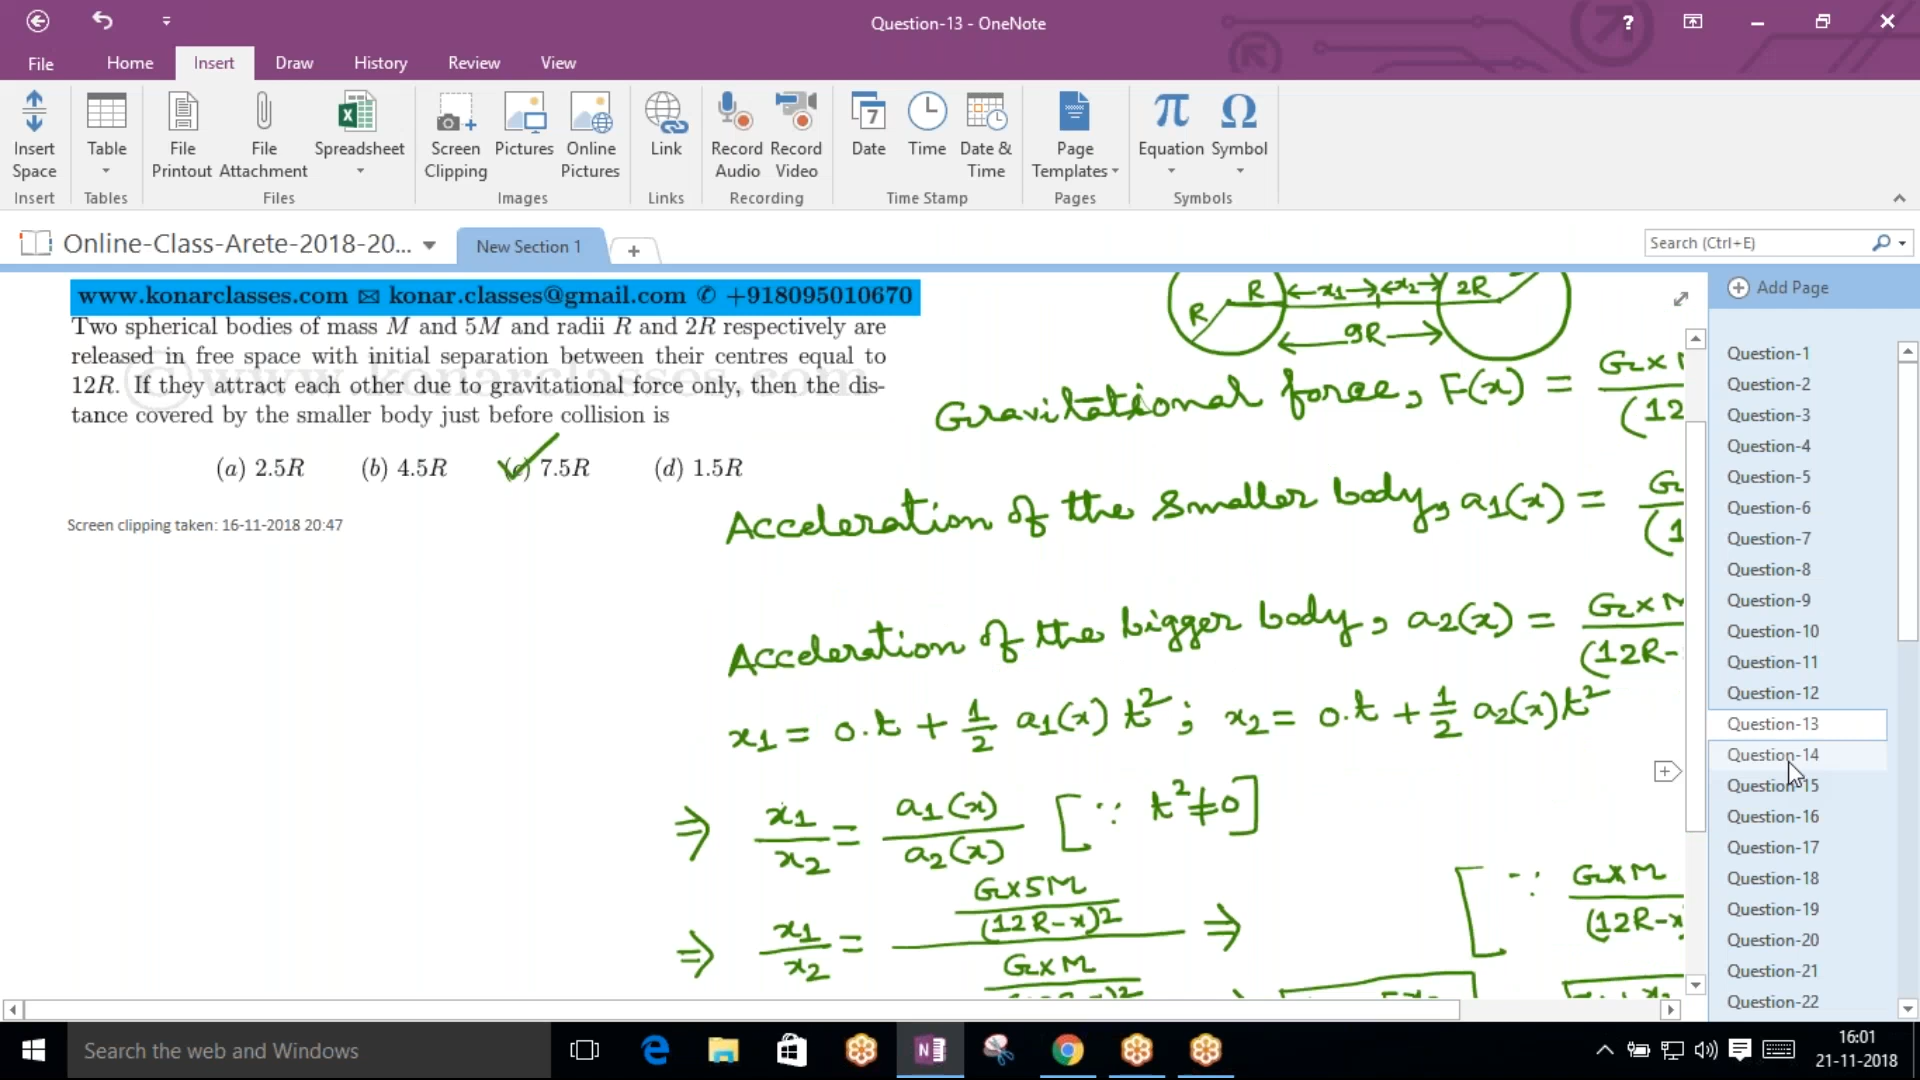 Question-13 - OneNote
?
File Home Insert Draw History Review View
Insert Space
Table
File Printout
File Attachment
Spreadsheet
Screen Clipping
Pictures
Online Pictures
Link
Record Audio
Record Video
Date
Time
Date & Time
Page Templates
Equation
Symbol
Insert Tables Files Images Links Recording Time Stamp Pages Symbols
Online-Class-Arete-2018-20...
New Section 1
Search (Ctrl+E)
www.konarclasses.com ✉ konar.classes@gmail.com ✆ +918095010670
Two spherical bodies of mass M and 5M and radii R and 2R respectively are
released in free space with initial separation between their centres equal to
12R. If they attract each other due to gravitational force only, then the dis-
tance covered by the smaller body just before collision is
(a) 2.5R (b) 4.5R (c) 7.5R (d) 1.5R
Screen clipping taken: 16-11-2018 20:47
© www.konarclasses.com
R R x1 x2 2R
9R
Gravitational force, F(x) = G×M
(12
Acceleration of the smaller body, a1(x) = G
(1
Acceleration of the bigger body, a2(x) = G×M
(12R-
x1 = 0.t + 1/2 a1(x) t²; x2 = 0.t + 1/2 a2(x) t²
⇒ x1/x2 = a1(x)/a2(x) [∵ t² ≠ 0]
⇒ x1/x2 = G×5M/(12R-x)² ⇒ [∵ G×M/(12R-x)
G×M
Add Page
Question-1
Question-2
Question-3
Question-4
Question-5
Question-6
Question-7
Question-8
Question-9
Question-10
Question-11
Question-12
Question-13
Question-14
Question-15
Question-16
Question-17
Question-18
Question-19
Question-20
Question-21
Question-22
Search the web and Windows
16:01
21-11-2018